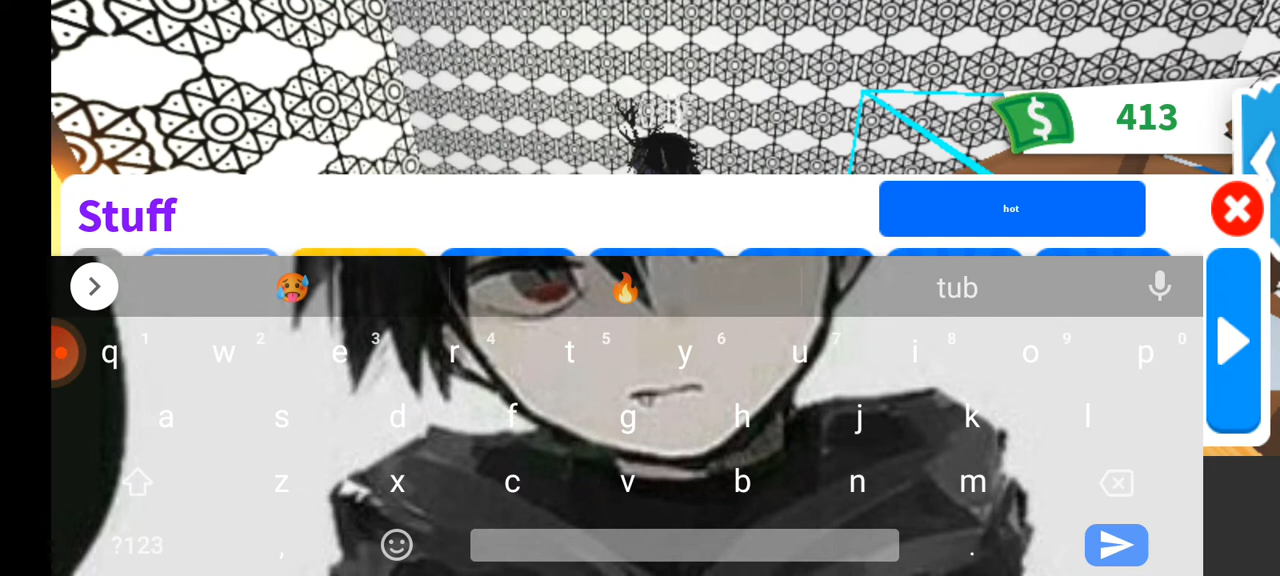 413
Stuff
hot
🥵 🔥 tub
q 1 w 2 e 3 r 4 t 5 y 6 u 7 i 8 o 9 p 0
a s d f g h j k l
z x c v b n m
?123 , .